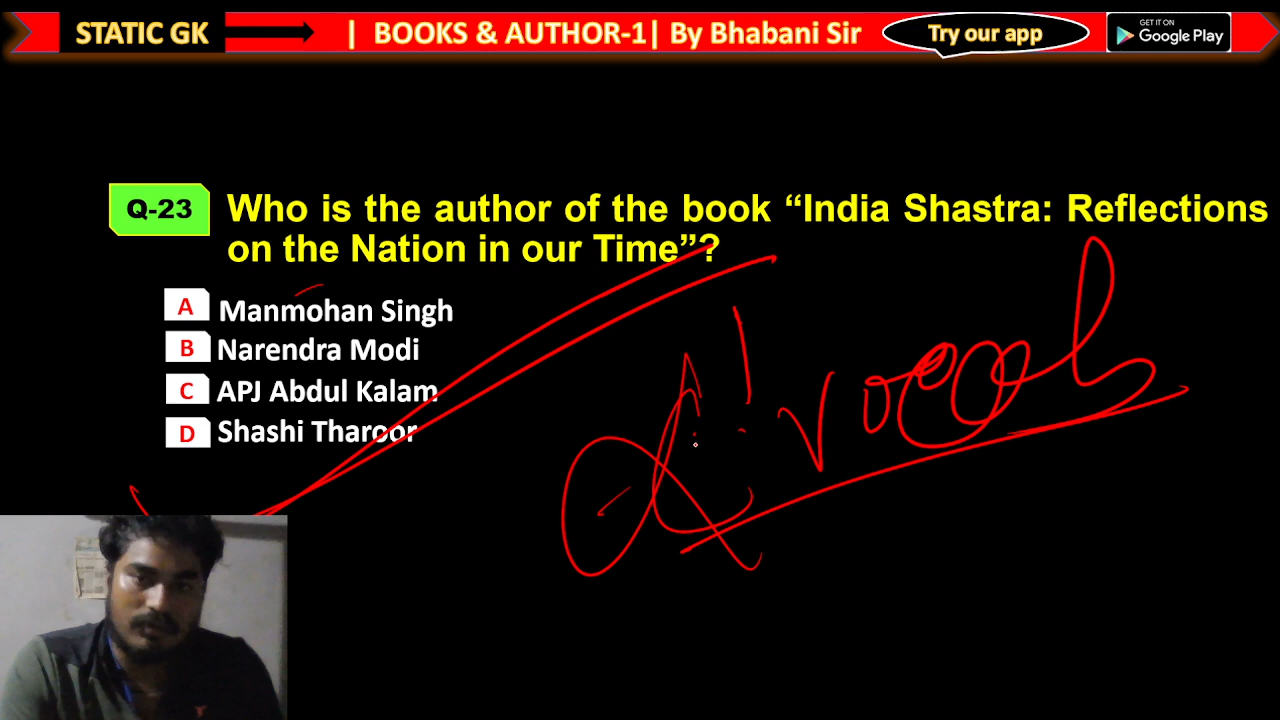 STATIC GK
| BOOKS & AUTHOR-1| By Bhabani Sir
Try our app
GET IT ON
Google Play
Q-23
Who is the author of the book “India Shastra: Reflections
on the Nation in our Time”?
A Manmohan Singh
B Narendra Modi
C APJ Abdul Kalam
D Shashi Tharoor